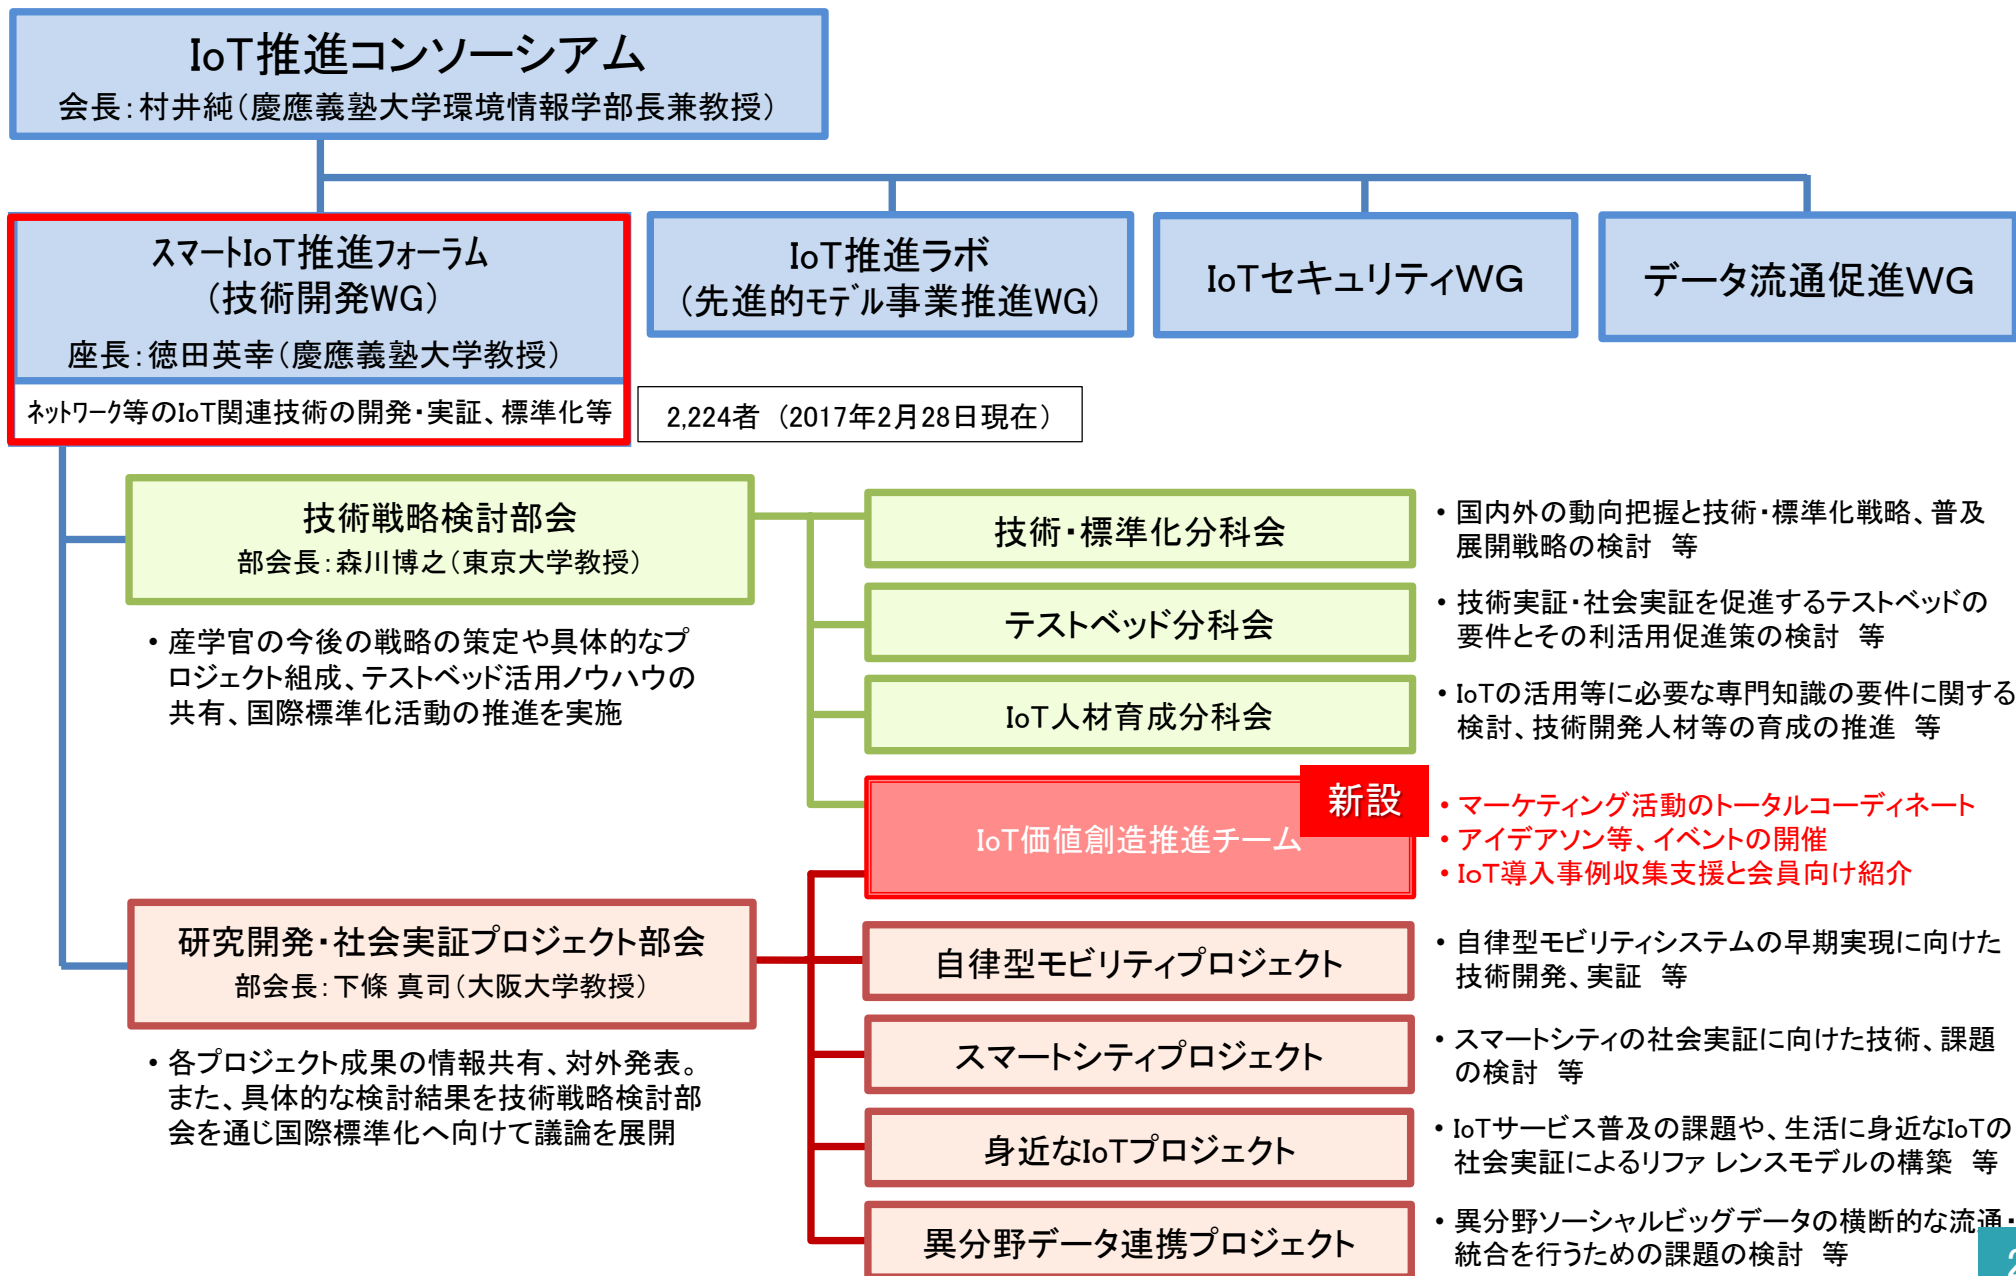 IoT推進コンソーシアム
会長：村井純（慶應義塾大学環境情報学部長兼教授）
スマートIoT推進フォーラム
（技術開発WG）
座長：徳田英幸（慶應義塾大学教授）
ネットワーク等のIoT関連技術の開発・実証、標準化等
IoT推進ラボ
（先進的モデル事業推進WG）
IoTセキュリティWG
データ流通促進WG
2,224者 （2017年2月28日現在）
技術戦略検討部会
部会長：森川博之（東京大学教授）
・産学官の今後の戦略の策定や具体的なプ
ロジェクト組成、テストベッド活用ノウハウの
共有、国際標準化活動の推進を実施
技術・標準化分科会
・国内外の動向把握と技術・標準化戦略、普及
展開戦略の検討 等
テストベッド分科会
・技術実証・社会実証を促進するテストベッドの
要件とその利活用促進策の検討 等
IoT人材育成分科会
・IoTの活用等に必要な専門知識の要件に関する
検討、技術開発人材等の育成の推進 等
IoT価値創造推進チーム
新設
・マーケティング活動のトータルコーディネート
・アイデアソン等、イベントの開催
・IoT導入事例収集支援と会員向け紹介
研究開発・社会実証プロジェクト部会
部会長：下條 真司（大阪大学教授）
・各プロジェクト成果の情報共有、対外発表。
また、具体的な検討結果を技術戦略検討部
会を通じ国際標準化へ向けて議論を展開
自律型モビリティプロジェクト
・自律型モビリティシステムの早期実現に向けた
技術開発、実証 等
スマートシティプロジェクト
・スマートシティの社会実証に向けた技術、課題
の検討 等
身近なIoTプロジェクト
・IoTサービス普及の課題や、生活に身近なIoTの
社会実証によるリファ レンスモデルの構築 等
異分野データ連携プロジェクト
・異分野ソーシャルビッグデータの横断的な流通・
統合を行うための課題の検討 等